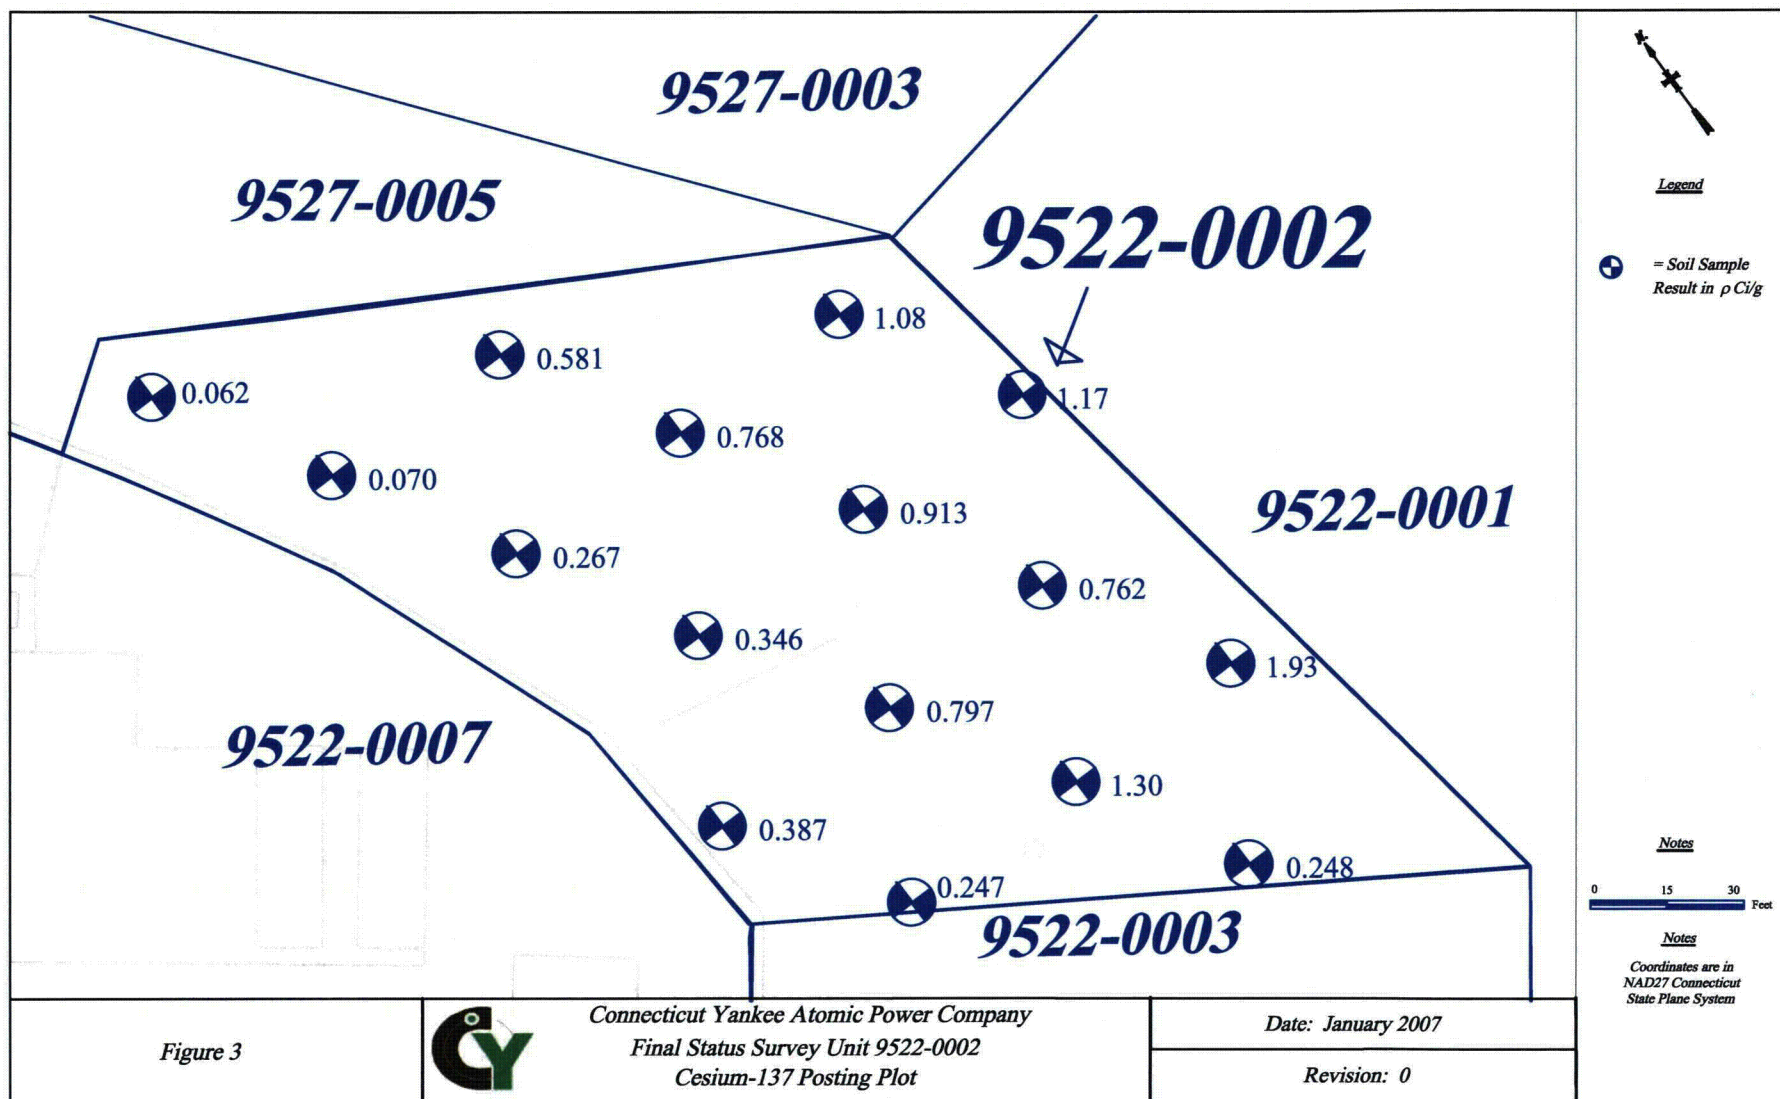 9527-0003
9527-0005
9522-0002
1.08
0.581
0.062
1.17
0.768
0.070
0.913
9522-0001
0.267
0.762
0.346
1.93
0.797
9522-0007
1.30
0.387
0.248
0.247
9522-0003
Legend
= Soil Sample
Result in ρ Ci/g
Notes
0 15 30
Feet
Notes
Coordinates are in
NAD27 Connecticut
State Plane System
Figure 3
CY
Connecticut Yankee Atomic Power Company
Final Status Survey Unit 9522-0002
Cesium-137 Posting Plot
Date: January 2007
Revision: 0